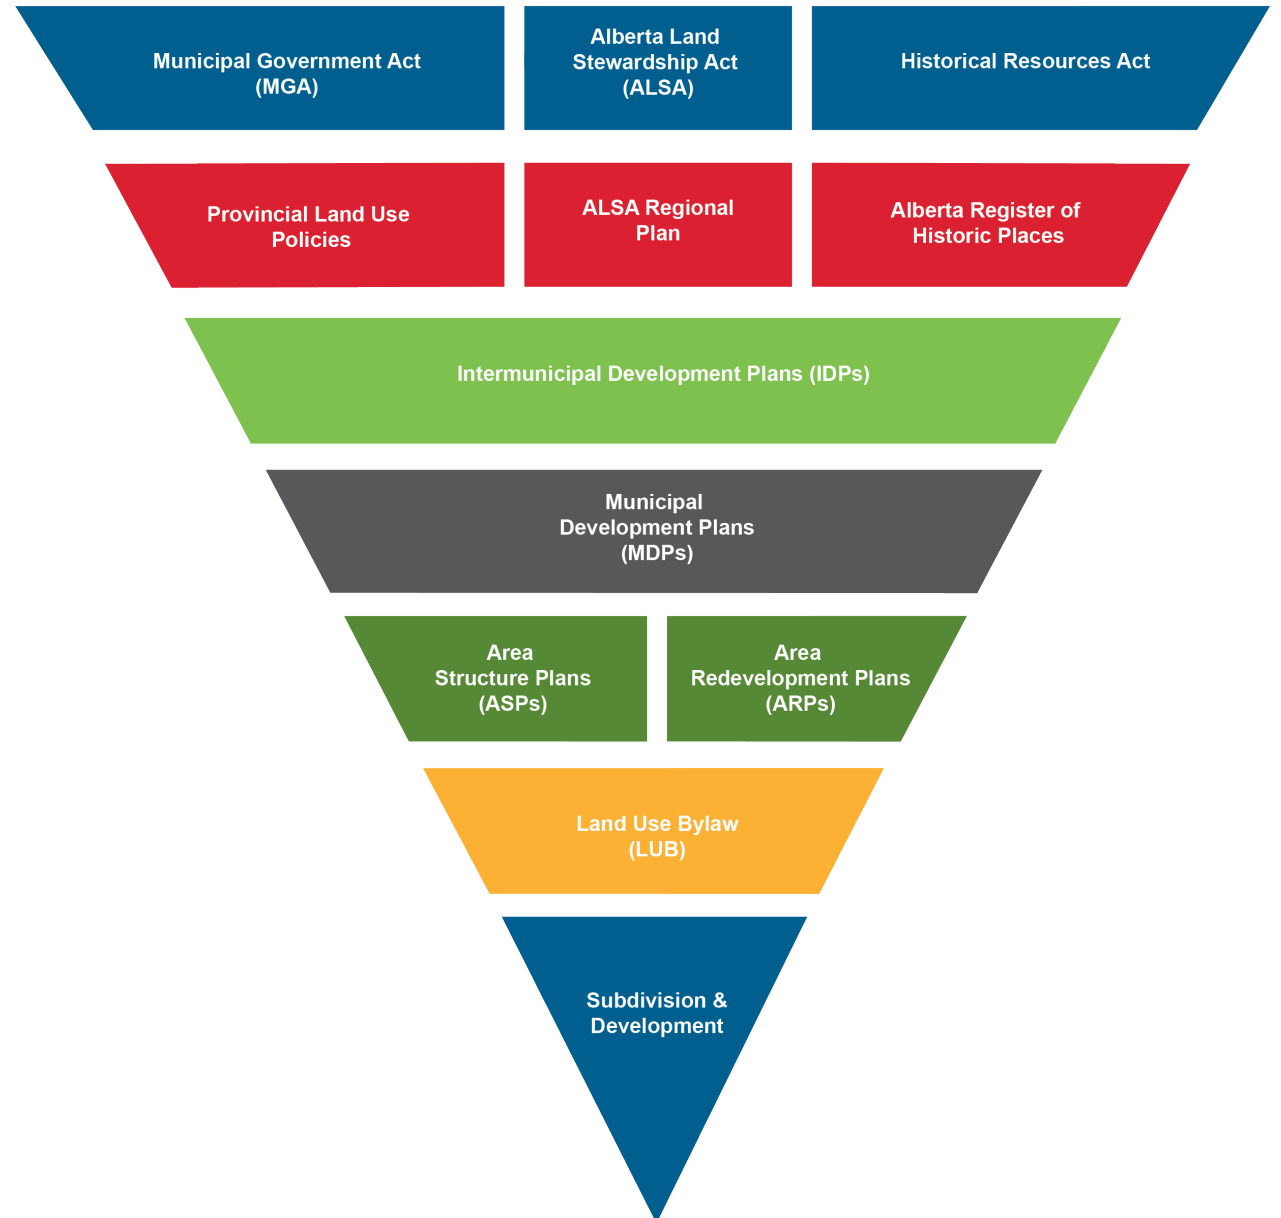 Municipal Government Act
(MGA)
Alberta Land
Stewardship Act
(ALSA)
Historical Resources Act
Provincial Land Use
Policies
ALSA Regional
Plan
Alberta Register of
Historic Places
Intermunicipal Development Plans (IDPs)
Municipal
Development Plans
(MDPs)
Area
Structure Plans
(ASPs)
Area
Redevelopment Plans
(ARPs)
Land Use Bylaw
(LUB)
Subdivision &
Development